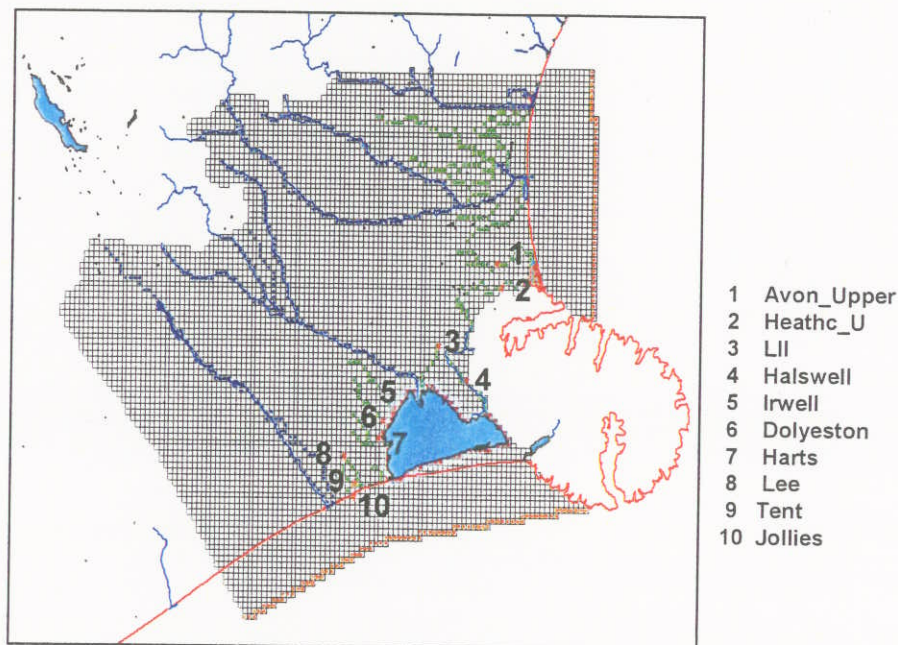 1
2
3
4
5
6
7
8
9
10
1 Avon_Upper
2 Heathc_U
3 LII
4 Halswell
5 Irwell
6 Dolyeston
7 Harts
8 Lee
9 Tent
10 Jollies